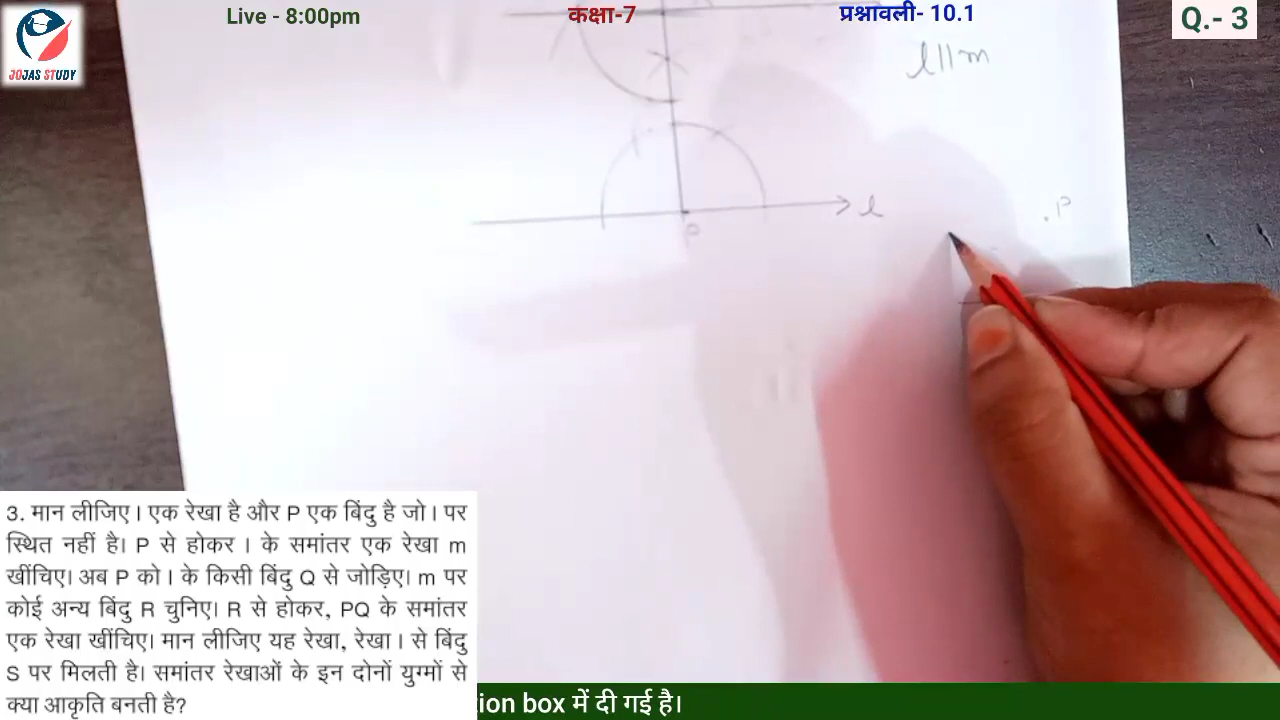 Live - 8:00pm
कक्षा-7
प्रश्नावली- 10.1
Q.- 3
JOJAS STUDY
l||m
l
.P
P
3. मान लीजिए l एक रेखा है और P एक बिंदु है जो l पर
स्थित नहीं है। P से होकर l के समांतर एक रेखा m
खींचिए। अब P को l के किसी बिंदु Q से जोड़िए। m पर
कोई अन्य बिंदु R चुनिए। R से होकर, PQ के समांतर
एक रेखा खींचिए। मान लीजिए यह रेखा, रेखा l से बिंदु
S पर मिलती है। समांतर रेखाओं के इन दोनों युग्मों से
क्या आकृति बनती है?
tion box में दी गई है।